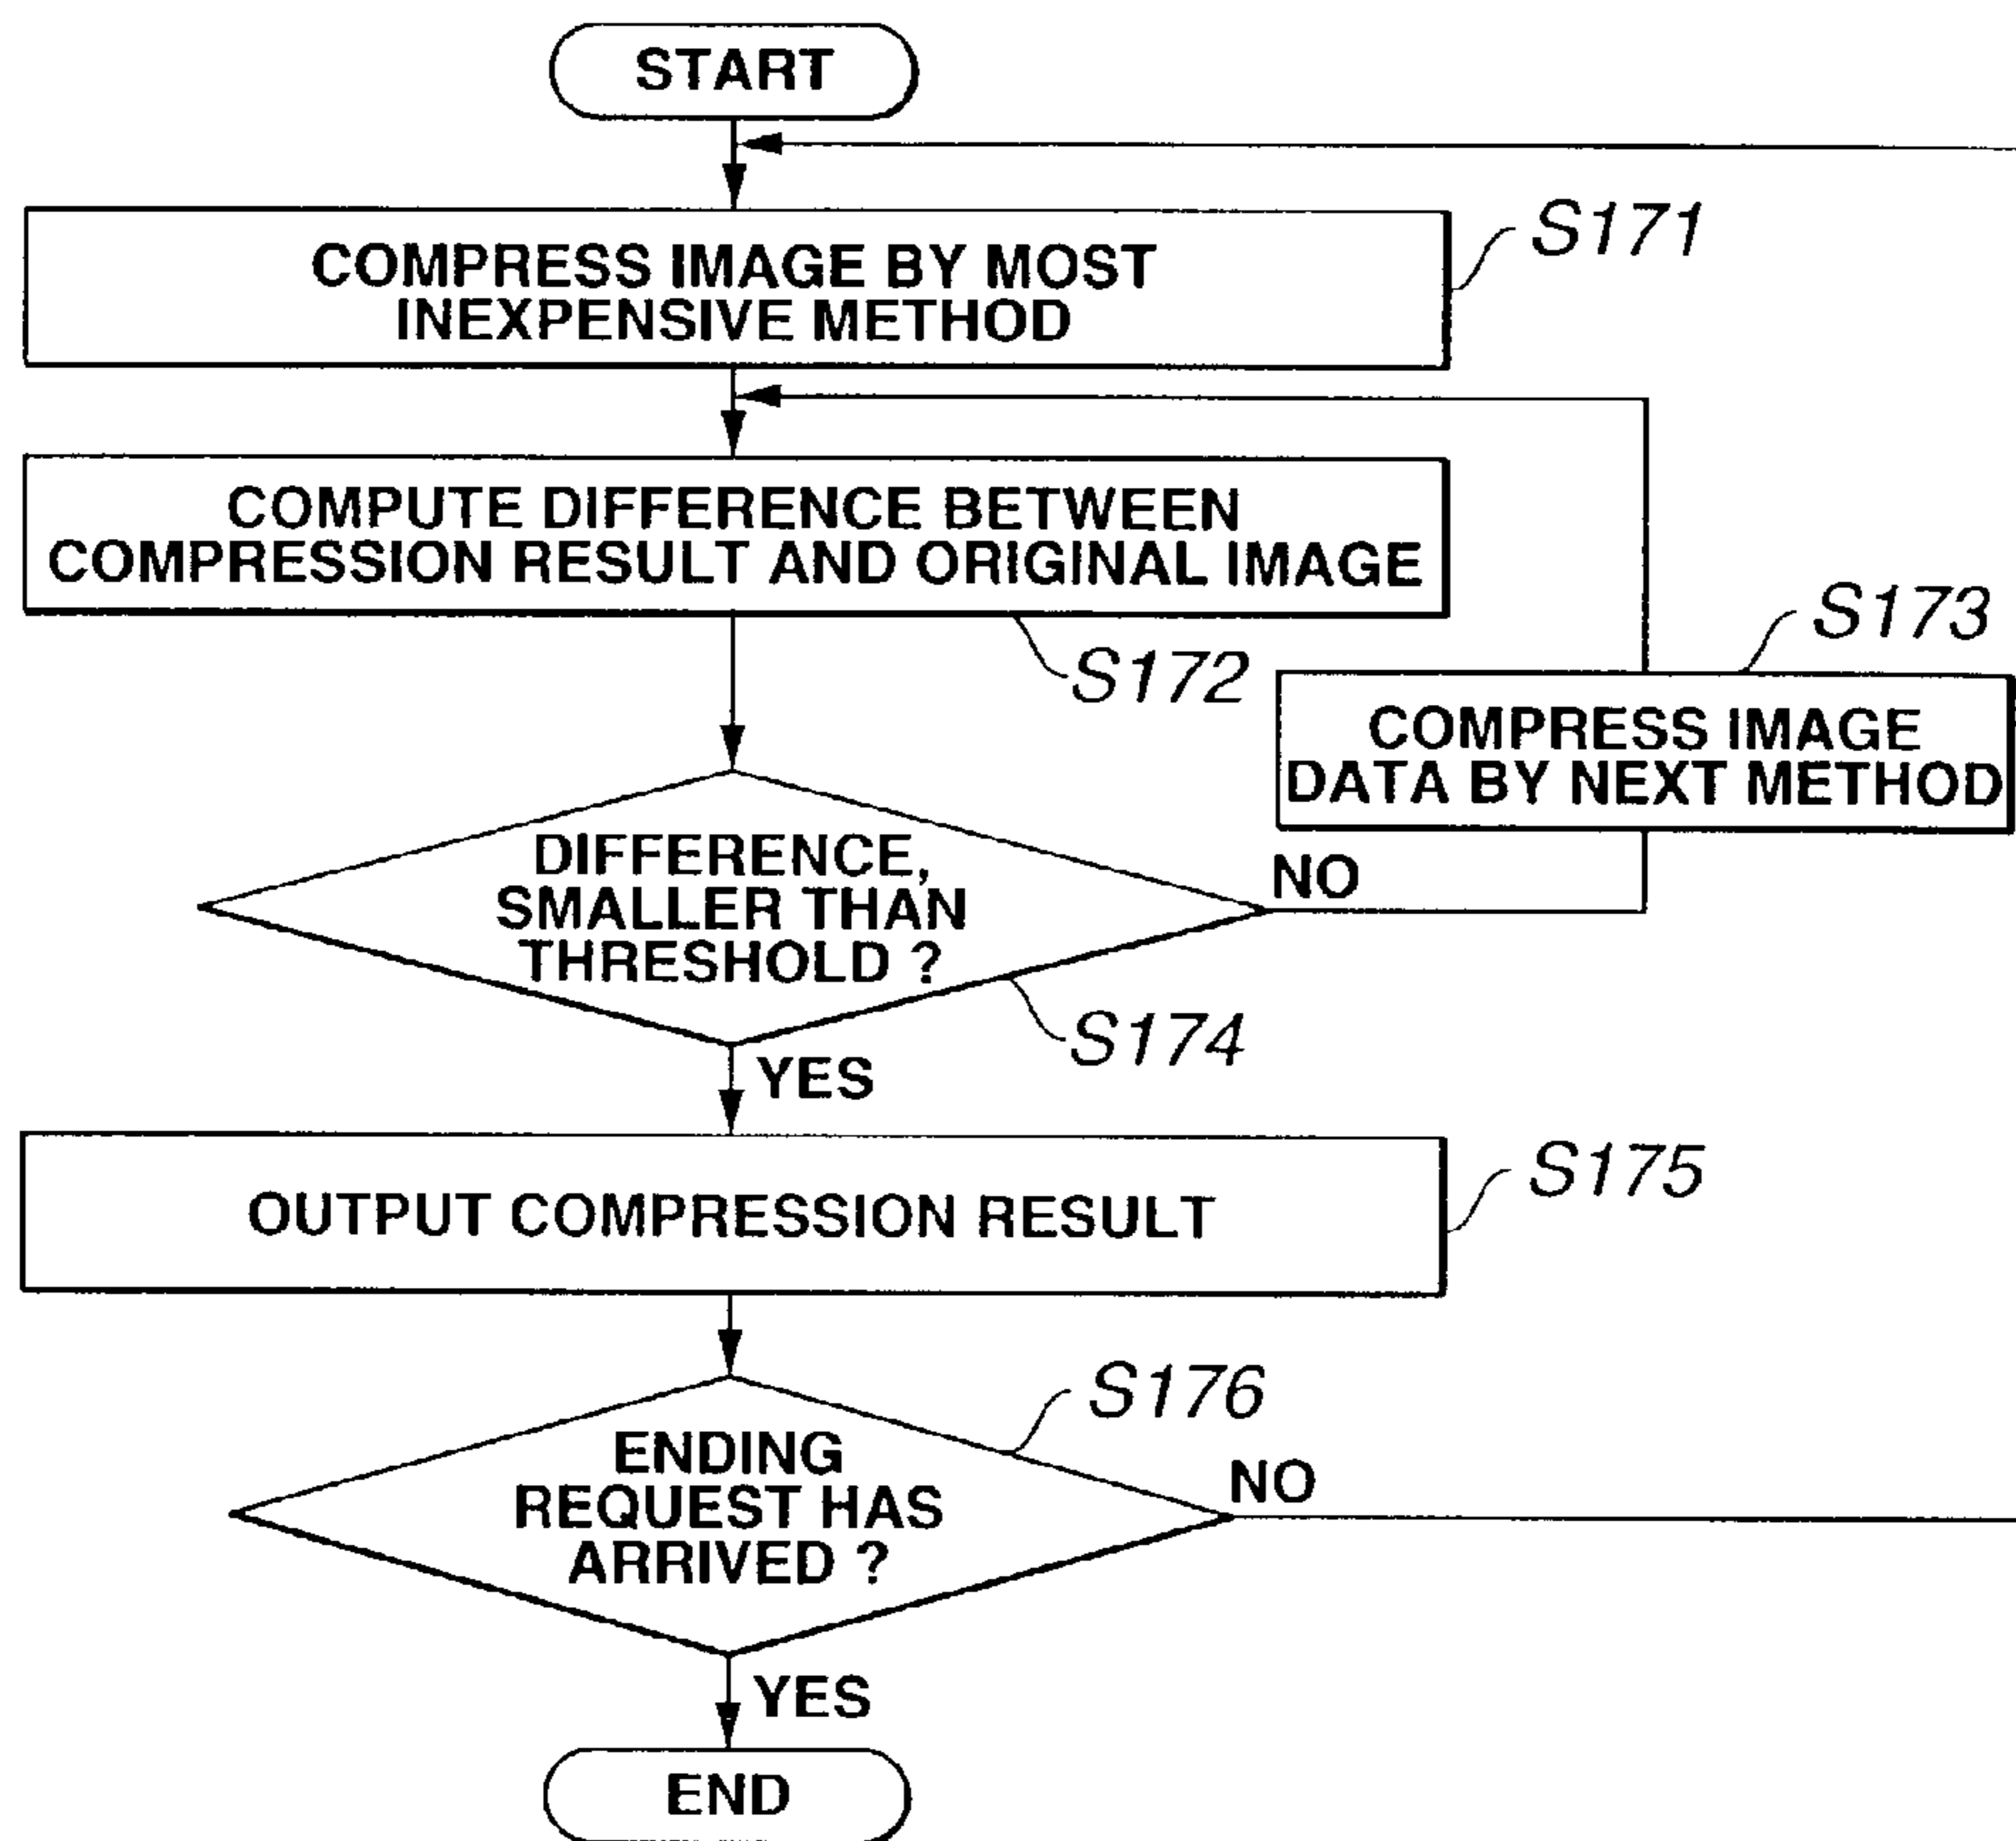 START
COMPRESS IMAGE BY MOST
INEXPENSIVE METHOD
S171
COMPUTE DIFFERENCE BETWEEN
COMPRESSION RESULT AND ORIGINAL IMAGE
S172
S173
COMPRESS IMAGE
DATA BY NEXT METHOD
DIFFERENCE,
SMALLER THAN
THRESHOLD ?
NO
S174
YES
OUTPUT COMPRESSION RESULT
S175
S176
ENDING
REQUEST HAS
ARRIVED ?
NO
YES
END